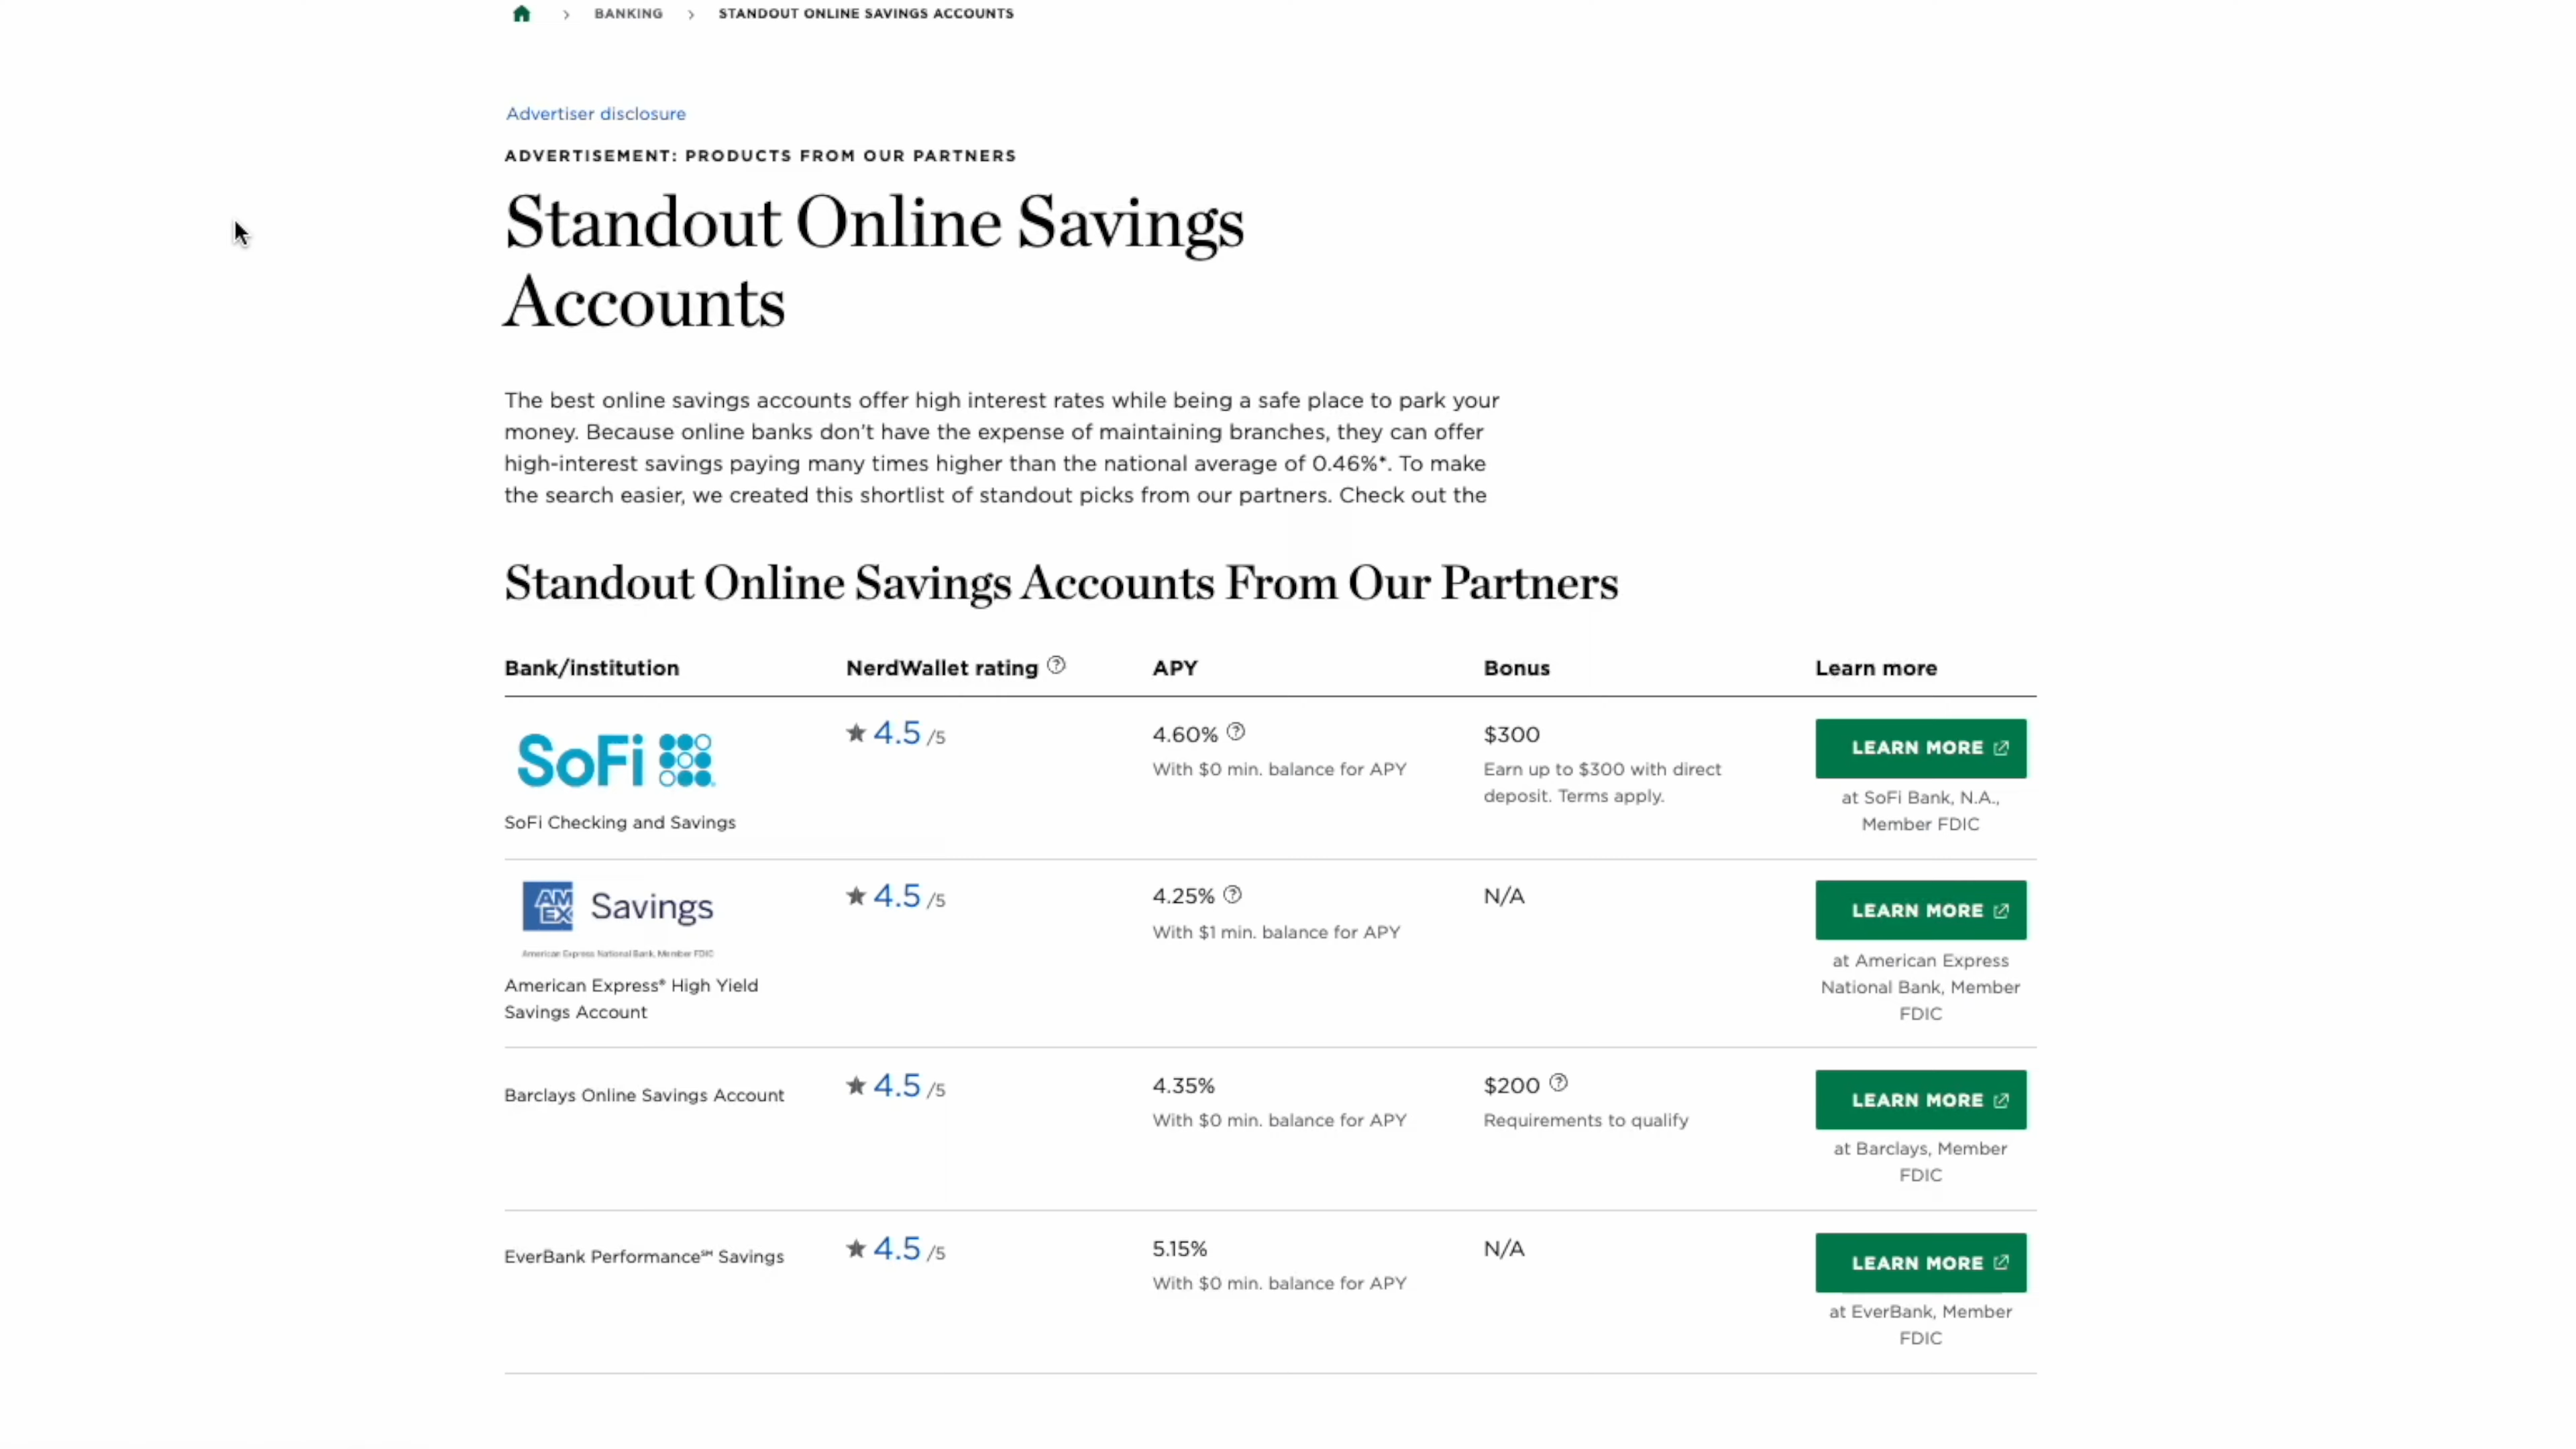 BANKING > STANDOUT ONLINE SAVINGS ACCOUNTS
Advertiser disclosure
ADVERTISEMENT: PRODUCTS FROM OUR PARTNERS
Standout Online Savings
Accounts
The best online savings accounts offer high interest rates while being a safe place to park your
money. Because online banks don't have the expense of maintaining branches, they can offer
high-interest savings paying many times higher than the national average of 0.46%*. To make
the search easier, we created this shortlist of standout picks from our partners. Check out the
Standout Online Savings Accounts From Our Partners
Bank/institution NerdWallet rating ? APY Bonus Learn more
SoFi
SoFi Checking and Savings
★ 4.5 /5
4.60% ?
With $0 min. balance for APY
$300
Earn up to $300 with direct
deposit. Terms apply.
LEARN MORE
at SoFi Bank, N.A.,
Member FDIC
AM
EX
Savings
American Express National Bank, Member FDIC
American Express® High Yield
Savings Account
★ 4.5 /5
4.25% ?
With $1 min. balance for APY
N/A
LEARN MORE
at American Express
National Bank, Member
FDIC
Barclays Online Savings Account
★ 4.5 /5
4.35%
With $0 min. balance for APY
$200 ?
Requirements to qualify
LEARN MORE
at Barclays, Member
FDIC
EverBank Performance℠ Savings
★ 4.5 /5
5.15%
With $0 min. balance for APY
N/A
LEARN MORE
at EverBank, Member
FDIC